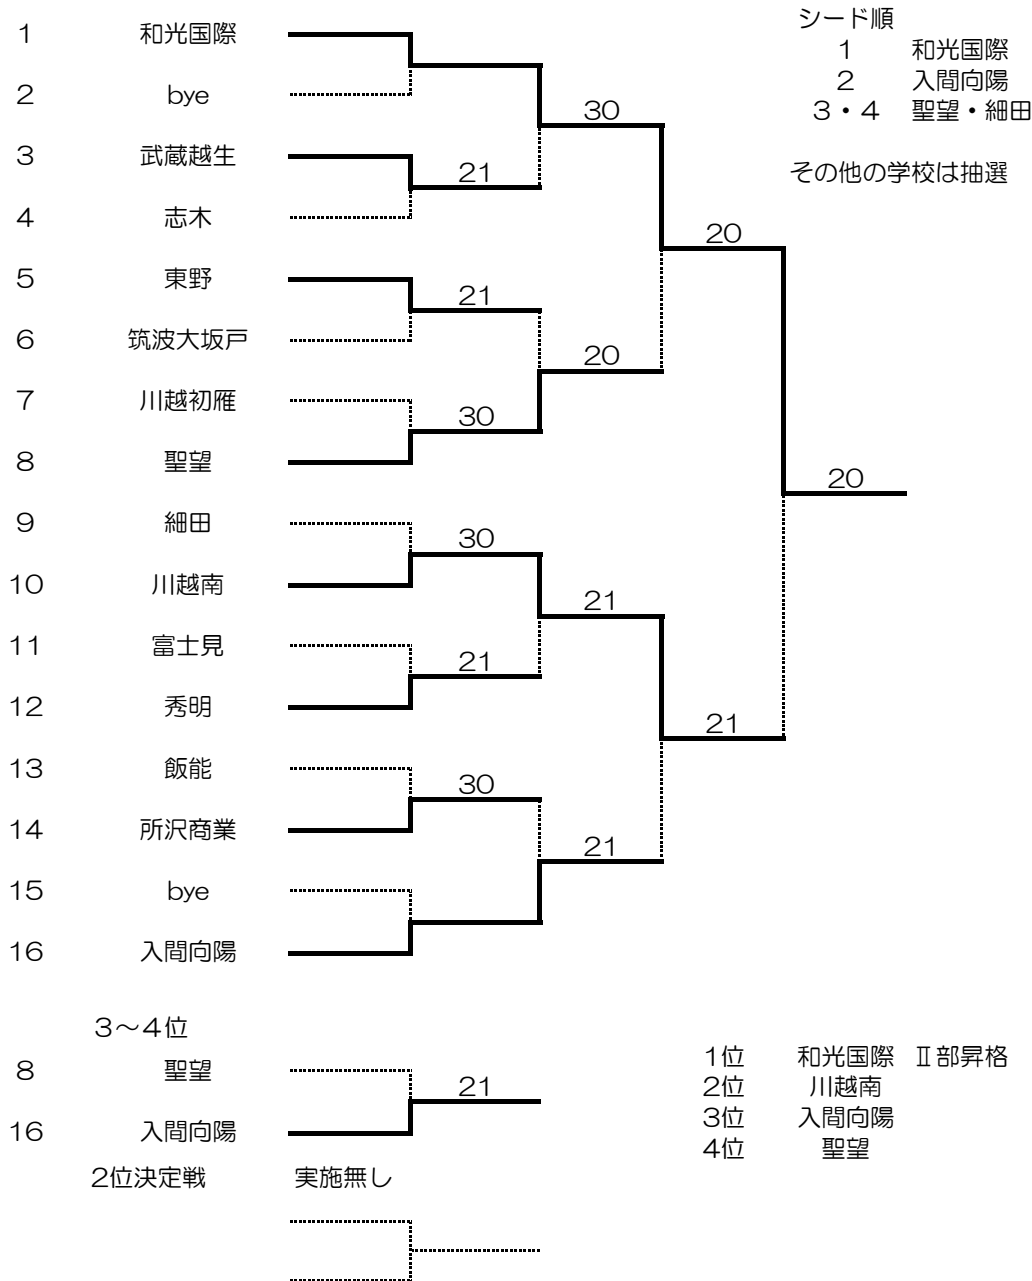 シード順
1 和光国際
2 入間向陽
3・4 聖望・細田
その他の学校は抽選
1 和光国際
2 bye
30
3 武蔵越生
21
4 志木
20
5 東野
21
6 筑波大坂戸
20
7 川越初雁
30
8 聖望
20
9 細田
30
10 川越南
21
11 富士見
21
12 秀明
21
13 飯能
30
14 所沢商業
21
15 bye
16 入間向陽
3～4位
8 聖望
21
16 入間向陽
2位決定戦 実施無し
1位 和光国際 Ⅱ部昇格
2位 川越南
3位 入間向陽
4位 聖望